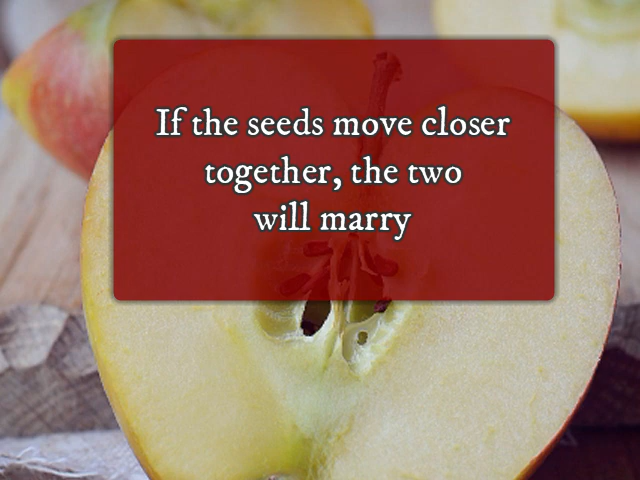 If the seeds move closer
together, the two
will marry